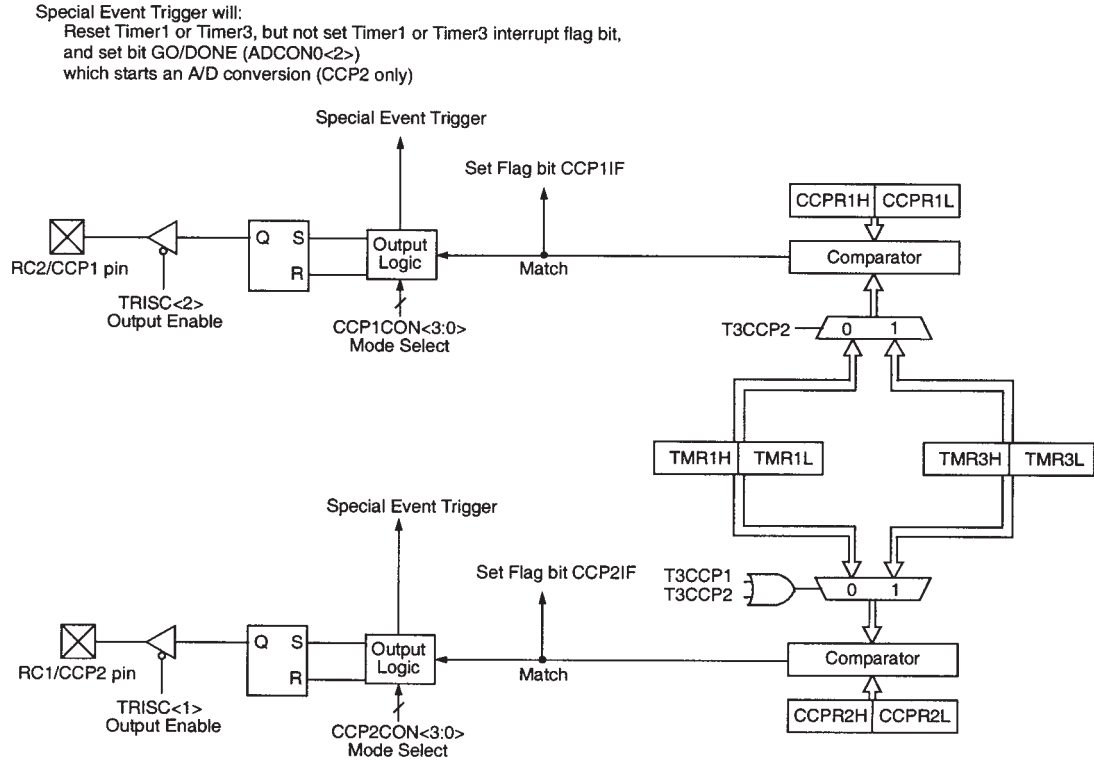 Special Event Trigger will:
Reset Timer1 or Timer3, but not set Timer1 or Timer3 interrupt flag bit,
and set bit GO/DONE (ADCON0<2>)
which starts an A/D conversion (CCP2 only)
Special Event Trigger
Set Flag bit CCP1IF
CCPR1H CCPR1L
Q S
R
Output
Logic
Comparator
Match
RC2/CCP1 pin
TRISC<2>
Output Enable
CCP1CON<3:0>
Mode Select
T3CCP2
0 1
TMR1H TMR1L
TMR3H TMR3L
Special Event Trigger
Set Flag bit CCP2IF
T3CCP1
T3CCP2
0 1
Q S
R
Output
Logic
Comparator
Match
RC1/CCP2 pin
TRISC<1>
Output Enable
CCP2CON<3:0>
Mode Select
CCPR2H CCPR2L